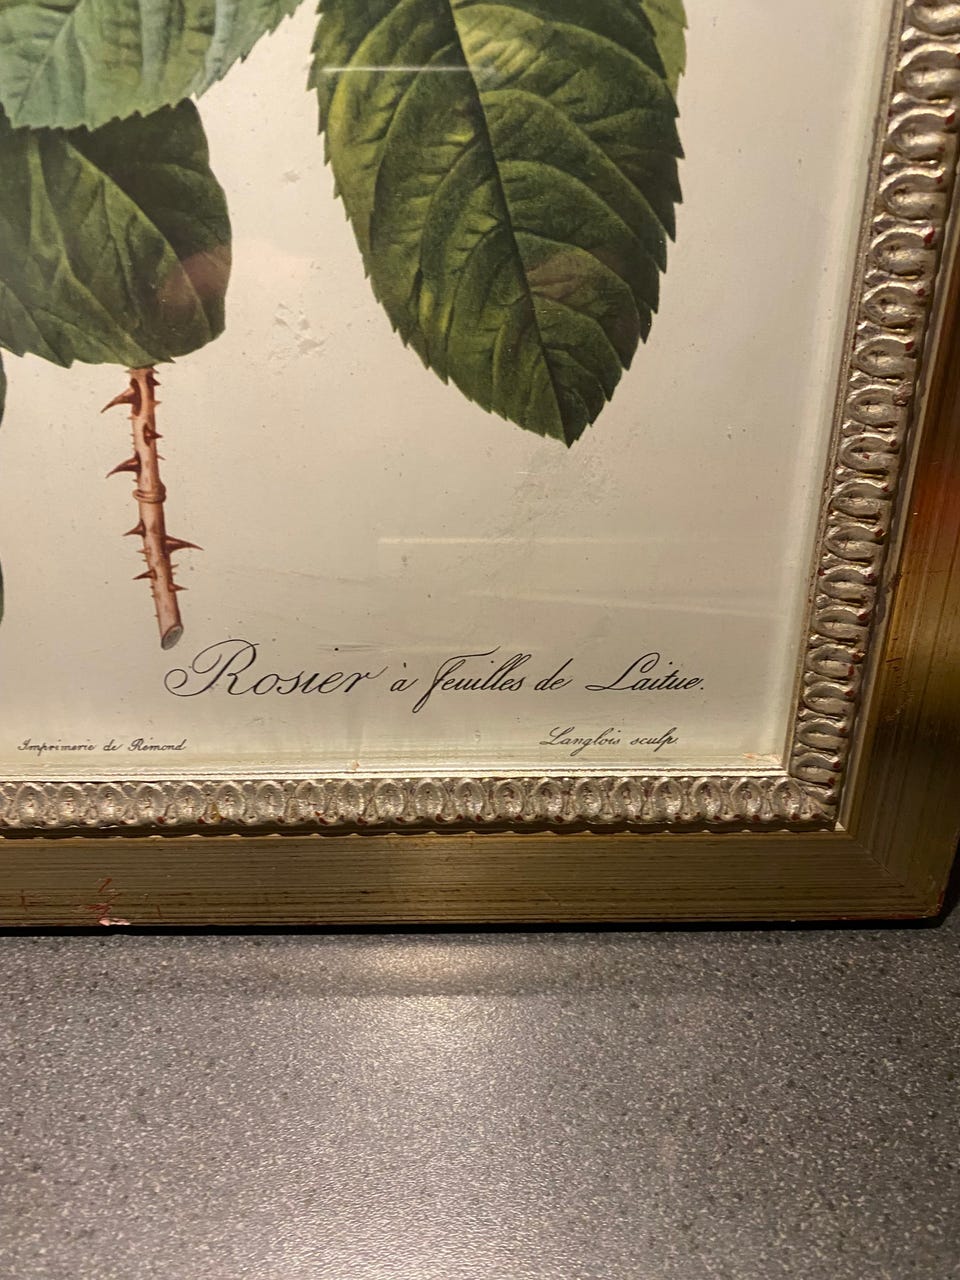 Rosier à feuilles de Laitue.
Imprimerie de Rémond
Langlois sculp.